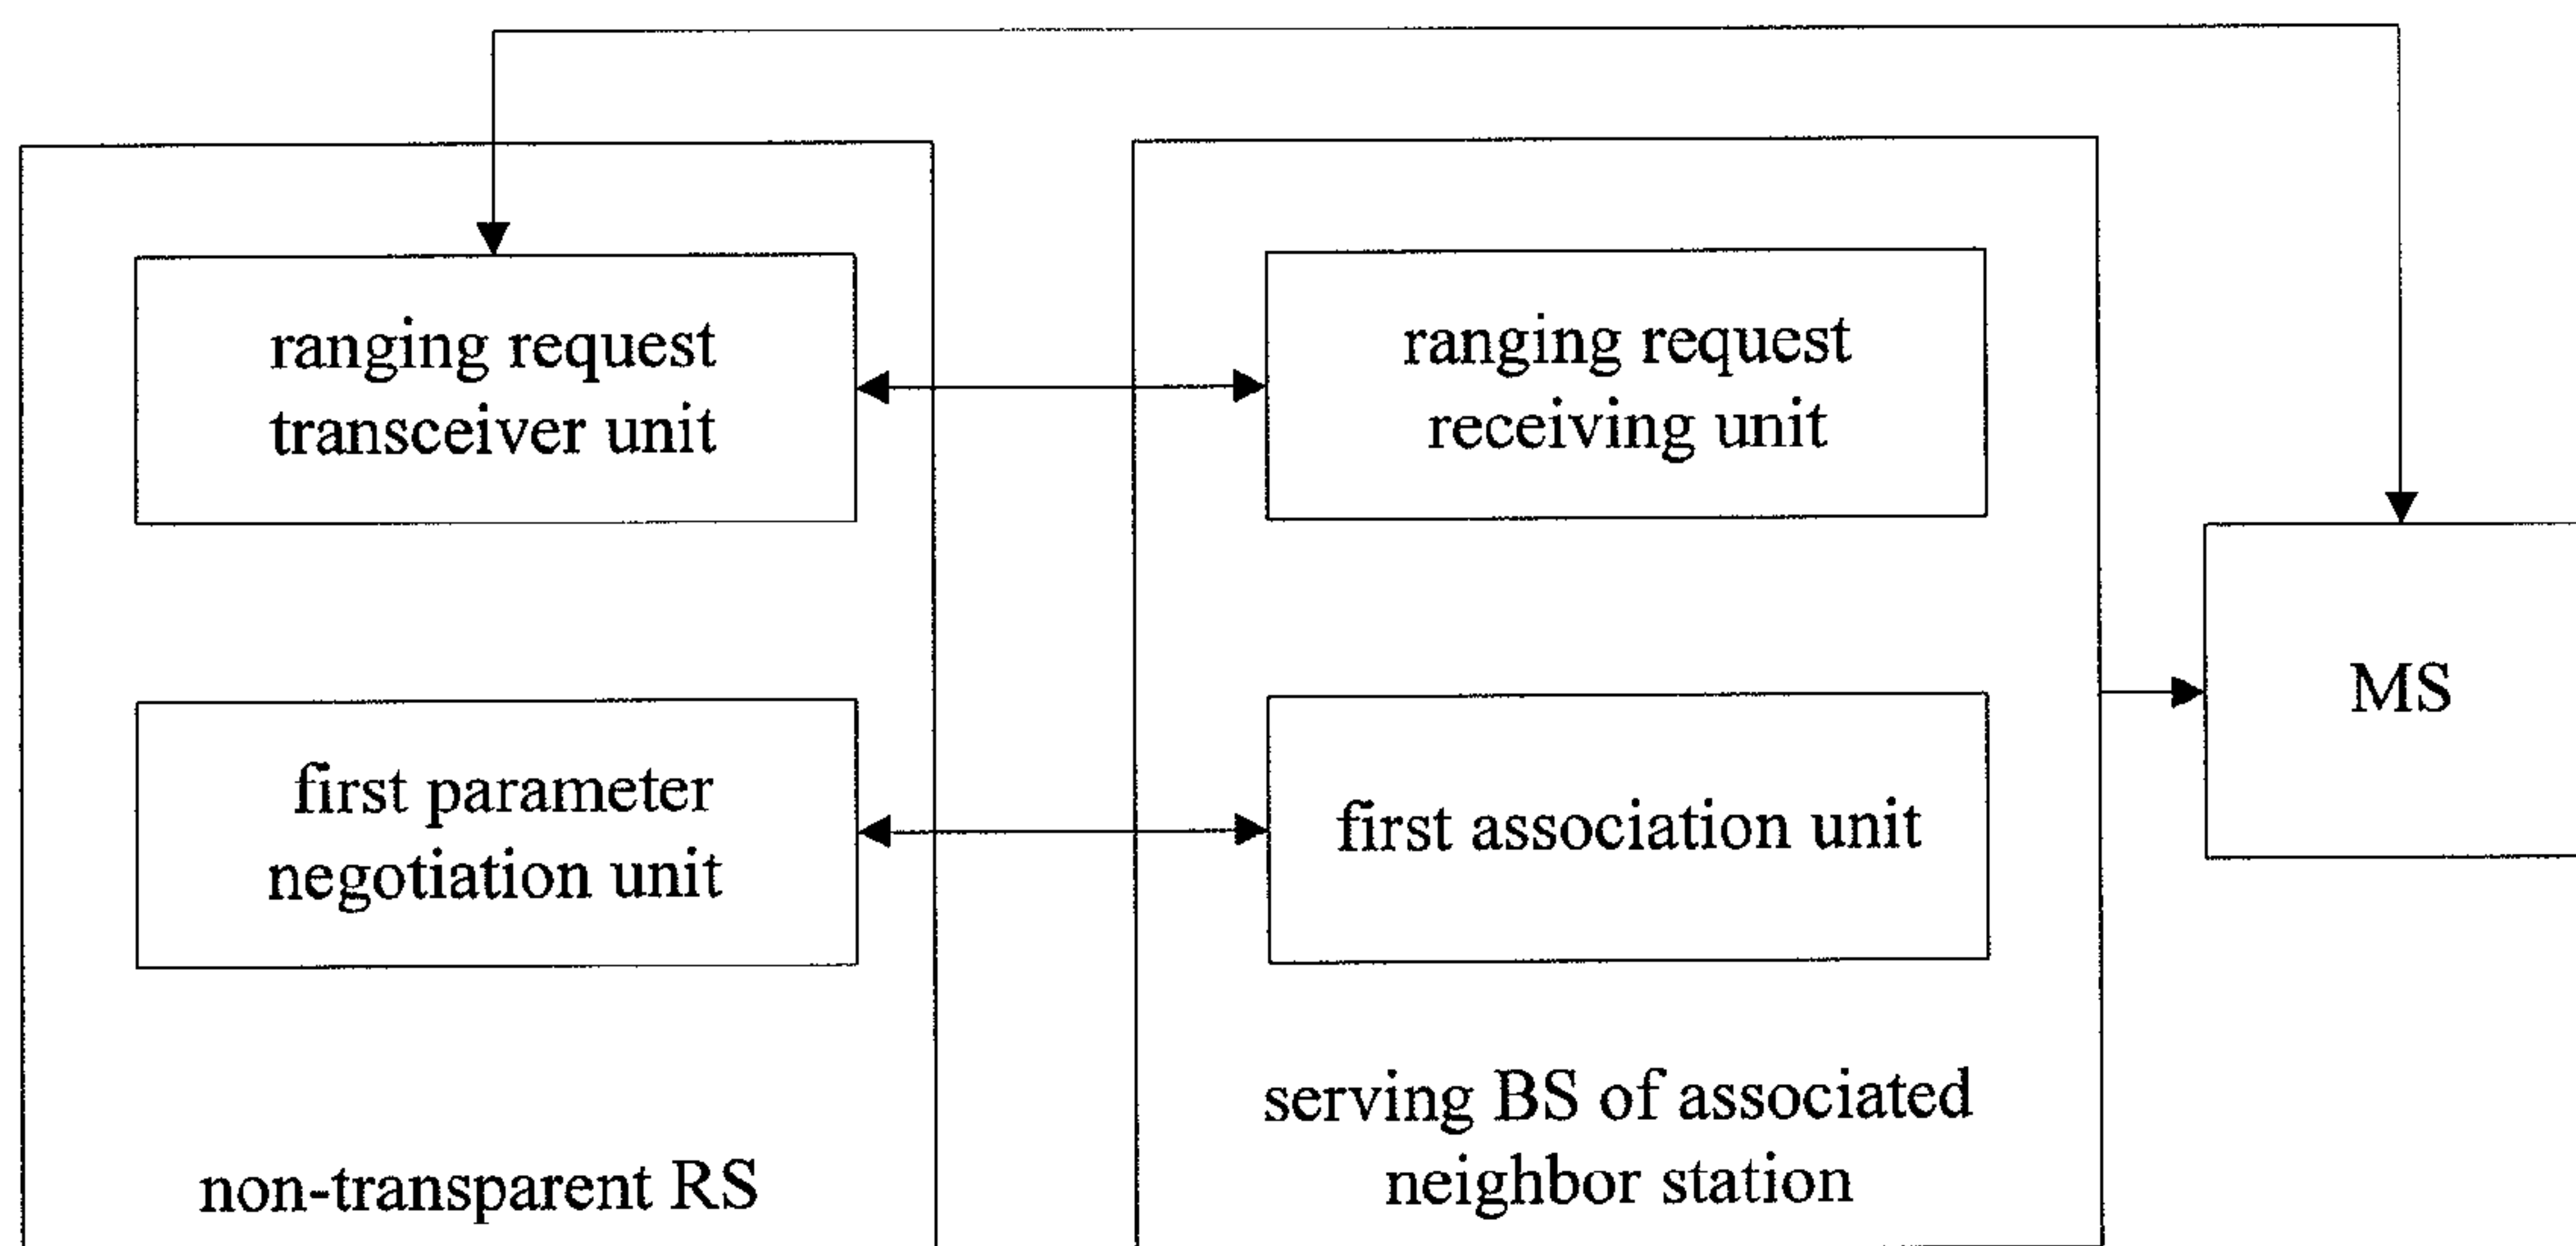 ranging request
transceiver unit
ranging request
receiving unit
first parameter
negotiation unit
first association unit
MS
serving BS of associated
neighbor station
non-transparent RS